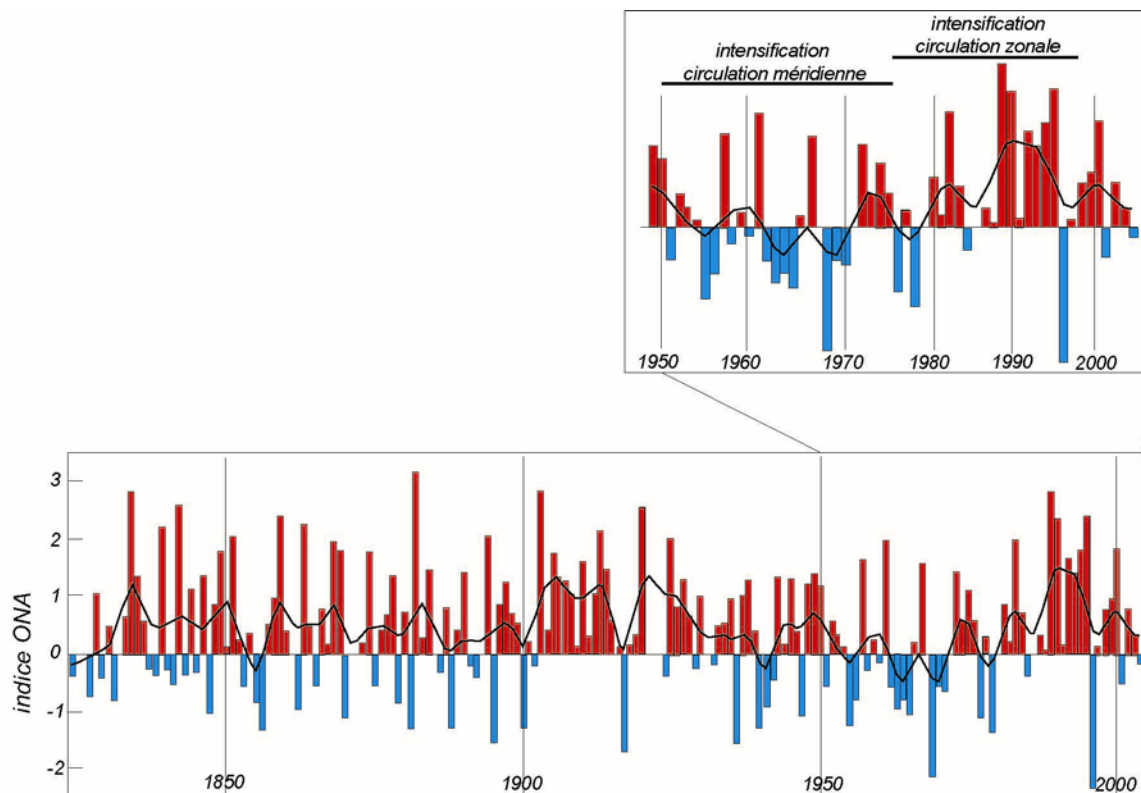 intensification
circulation zonale
intensification
circulation méridienne
1950 1960 1970 1980 1990 2000
3
2
1
0
-1
-2
indice ONA
1850 1900 1950 2000